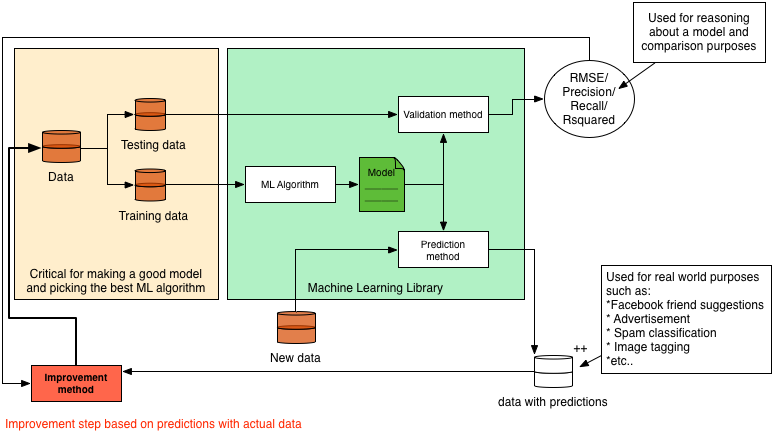 Used for reasoning
about a model and
comparison purposes
RMSE/
Precision/
Recall/
Rsquared
Testing data
Validation method
Data
Training data
ML Algorithm
Model
Prediction
method
Critical for making a good model
and picking the best ML algorithm
Machine Learning Library
New data
Used for real world purposes
such as:
*Facebook friend suggestions
* Advertisement
* Spam classification
* Image tagging
*etc..
++
data with predictions
Improvement
method
Improvement step based on predictions with actual data